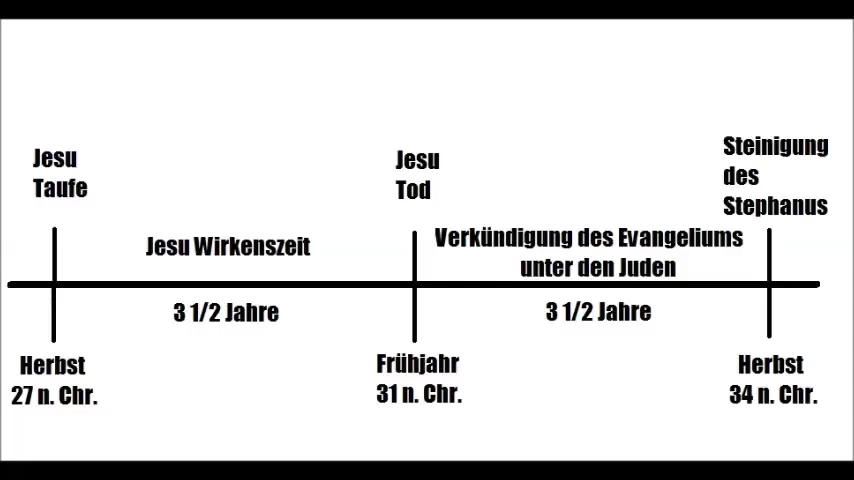 Jesu
Taufe
Jesu
Tod
Steinigung
des
Stephanus
Jesu Wirkenszeit
Verkündigung des Evangeliums
unter den Juden
3 1/2 Jahre
3 1/2 Jahre
Herbst
27 n. Chr.
Frühjahr
31 n. Chr.
Herbst
34 n. Chr.